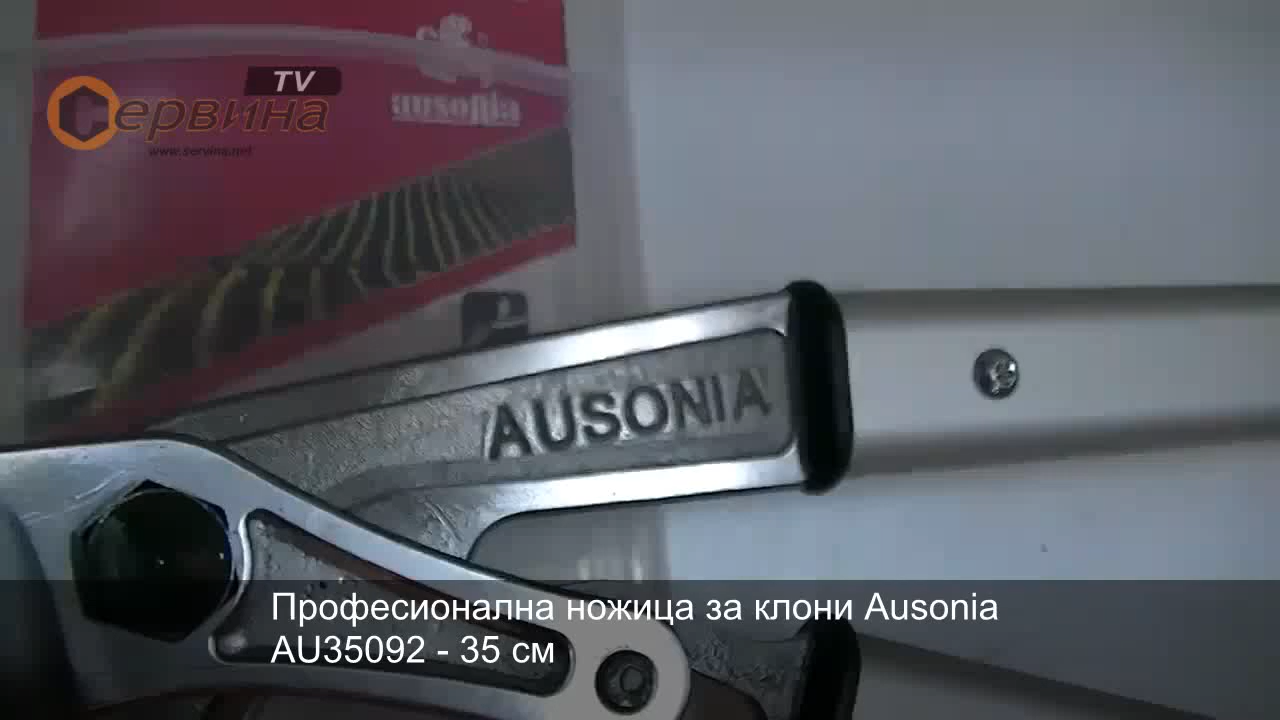 TV
Сервина
www.servina.net
ausonia
AUSONIA
Професионална ножица за клони Ausonia
AU35092 - 35 см